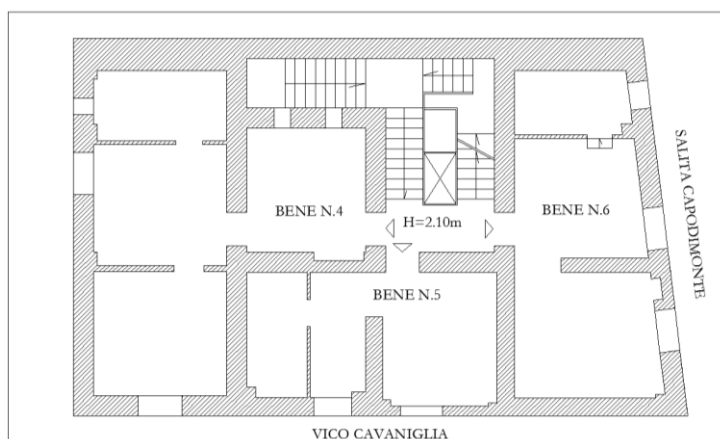 BENE N.4
H=2.10m
BENE N.6
SALITA CAPODIMONTE
BENE N.5
VICO CAVANIGLIA